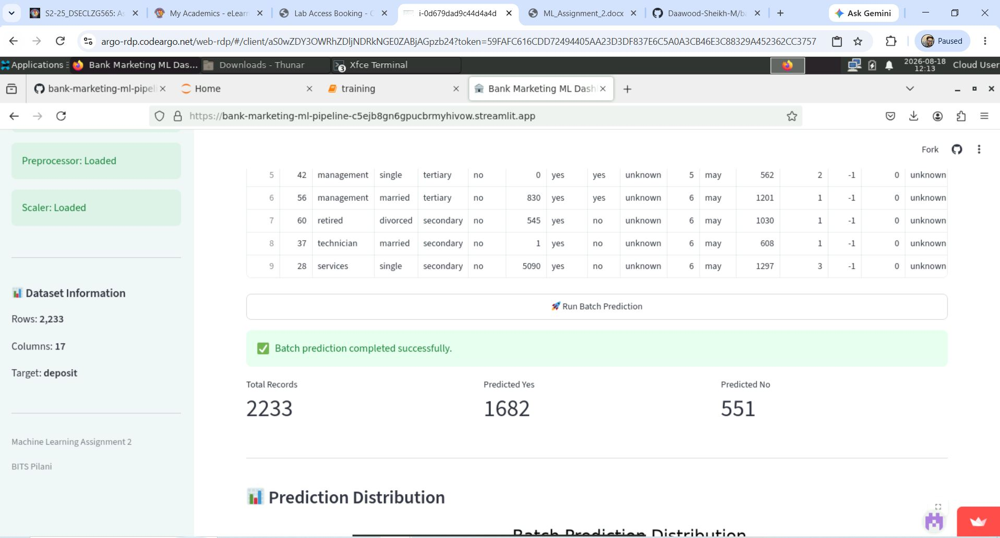 S2-25_DSECLZG565: As
My Academics - eLearn
Lab Access Booking - C
i-0d679dad9c44d4a4d
ML_Assignment_2.docx
Daawood-Sheikh-M/ba
Ask Gemini
argo-rdp.codeargo.net/web-rdp/#/client/aS0wZDY3OWRhZDljNDRkNGE0ZABjAGpzb24?token=59FAFC616CDD72494405AA23D3DF837E6C5A0A3CB46E3C88329A452362CC3757
Paused
Applications
Bank Marketing ML Das...
Downloads - Thunar
3
Xfce Terminal
2026-08-18
12:13
Cloud User
bank-marketing-ml-pipeli
Home
training
Bank Marketing ML Dash
https://bank-marketing-ml-pipeline-c5ejb8gn6gpucbrmyhivow.streamlit.app
Fork
Preprocessor: Loaded
Scaler: Loaded
Dataset Information
Rows: 2,233
Columns: 17
Target: deposit
Machine Learning Assignment 2
BITS Pilani
5 42 management single tertiary no 0 yes yes unknown 5 may 562 2 -1 0 unknown
6 56 management married tertiary no 830 yes yes unknown 6 may 1201 1 -1 0 unknown
7 60 retired divorced secondary no 545 yes no unknown 6 may 1030 1 -1 0 unknown
8 37 technician married secondary no 1 yes no unknown 6 may 608 1 -1 0 unknown
9 28 services single secondary no 5090 yes no unknown 6 may 1297 3 -1 0 unknown
Run Batch Prediction
Batch prediction completed successfully.
Total Records
2233
Predicted Yes
1682
Predicted No
551
Prediction Distribution
Batch Prediction Distribution